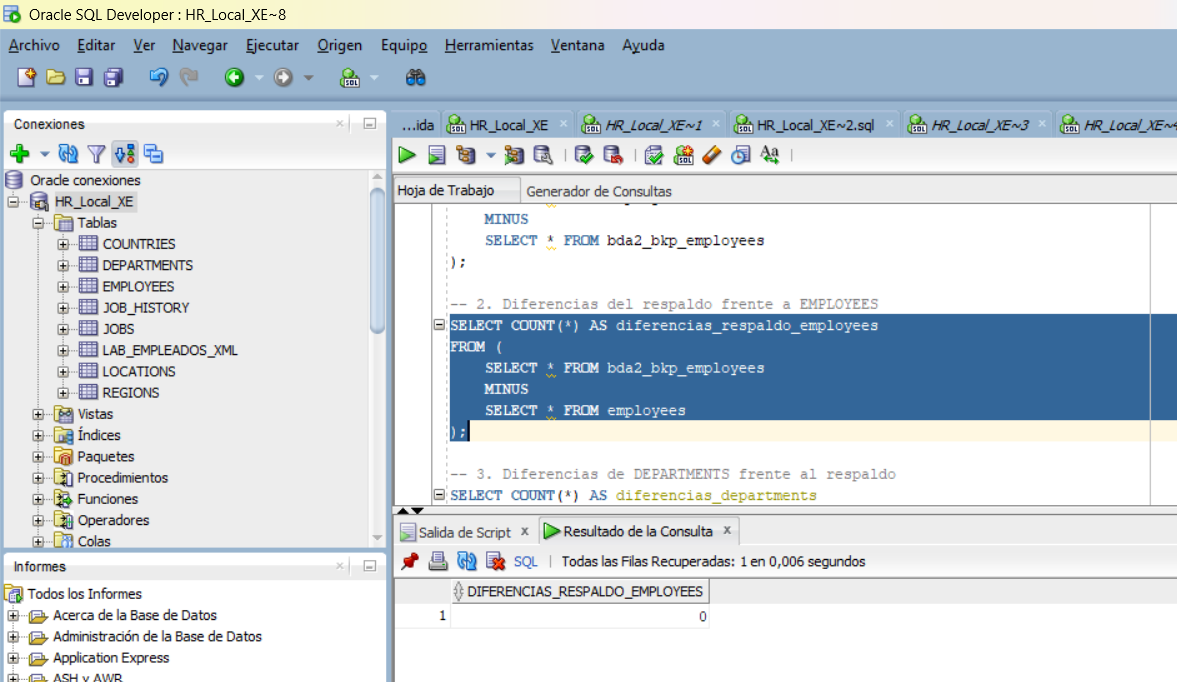 Oracle SQL Developer : HR_Local_XE~8
Archivo Editar Ver Navegar Ejecutar Origen Equipo Herramientas Ventana Ayuda
Conexiones
Oracle conexiones
HR_Local_XE
Tablas
COUNTRIES
DEPARTMENTS
EMPLOYEES
JOB_HISTORY
JOBS
LAB_EMPLEADOS_XML
LOCATIONS
REGIONS
Vistas
Índices
Paquetes
Procedimientos
Funciones
Operadores
Colas
Informes
Todos los Informes
Acerca de la Base de Datos
Administración de la Base de Datos
Application Express
ASH y AWR
...ida HR_Local_XE HR_Local_XE~1 HR_Local_XE~2.sql HR_Local_XE~3 HR_Local_XE~4
Hoja de Trabajo Generador de Consultas
MINUS
SELECT * FROM bda2_bkp_employees
);
-- 2. Diferencias del respaldo frente a EMPLOYEES
SELECT COUNT(*) AS diferencias_respaldo_employees
FROM (
SELECT * FROM bda2_bkp_employees
MINUS
SELECT * FROM employees
);
-- 3. Diferencias de DEPARTMENTS frente al respaldo
SELECT COUNT(*) AS diferencias_departments
Salida de Script Resultado de la Consulta
SQL | Todas las Filas Recuperadas: 1 en 0,006 segundos
DIFERENCIAS_RESPALDO_EMPLOYEES
1 0